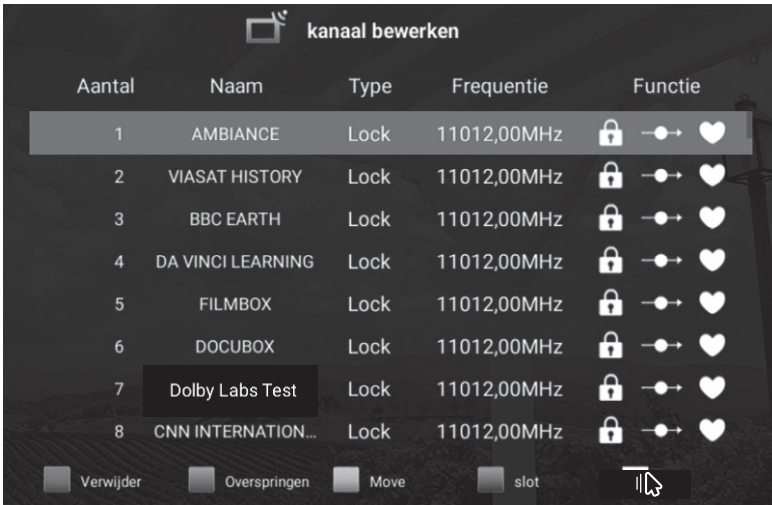 kanaal bewerken
Aantal Naam Type Frequentie Functie
1 AMBIANCE Lock 11012,00MHz
2 VIASAT HISTORY Lock 11012,00MHz
3 BBC EARTH Lock 11012,00MHz
4 DA VINCI LEARNING Lock 11012,00MHz
5 FILMBOX Lock 11012,00MHz
6 DOCUBOX Lock 11012,00MHz
7 Dolby Labs Test Lock 11012,00MHz
8 CNN INTERNATION... Lock 11012,00MHz
Verwijder Overspringen Move slot